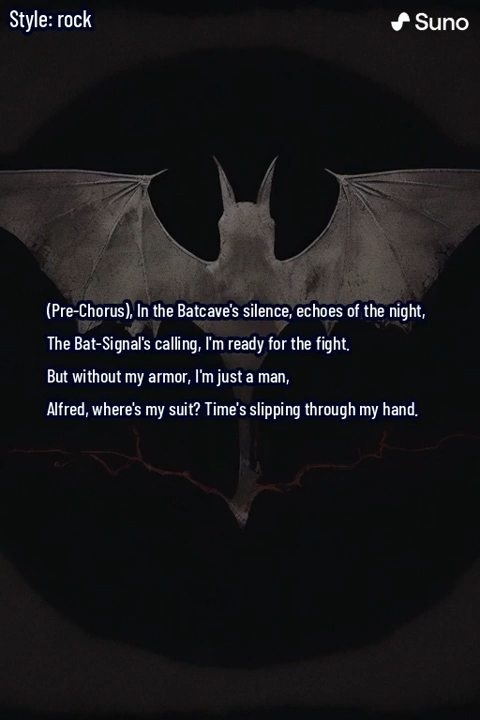 Style: rock
Suno
(Pre-Chorus), In the Batcave's silence, echoes of the night,
The Bat-Signal's calling, I'm ready for the fight.
But without my armor, I'm just a man,
Alfred, where's my suit? Time's slipping through my hand.